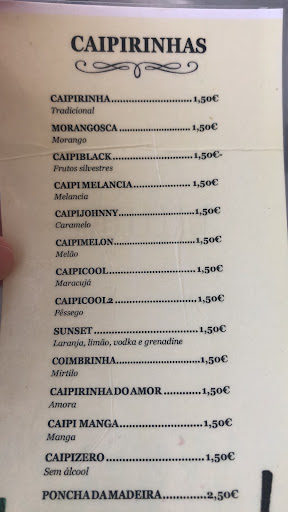 CAIPIRINHAS
CAIPIRINHA..........................1,50€
Tradicional
MORANGOSCA.......................1,50€
Morango
CAIPIBLACK..........................1,50€
Frutos silvestres
CAIPI MELANCIA..................1,50€
Melancia
CAIPIJOHNNY.......................1,50€
Caramelo
CAIPIMELON.........................1,50€
Melão
CAIPICOOL............................1,50€
Maracujá
CAIPICOOL2..........................1,50€
Pêssego
SUNSET.................................1,50€
Laranja, limão, vodka e grenadine
COIMBRINHA........................1,50€
Mirtilo
CAIPIRINHA DO AMOR............1,50€
Amora
CAIPI MANGA.........................1,50€
Manga
CAIPIZERO.............................1,50€
Sem álcool
PONCHA DA MADEIRA............2,50€